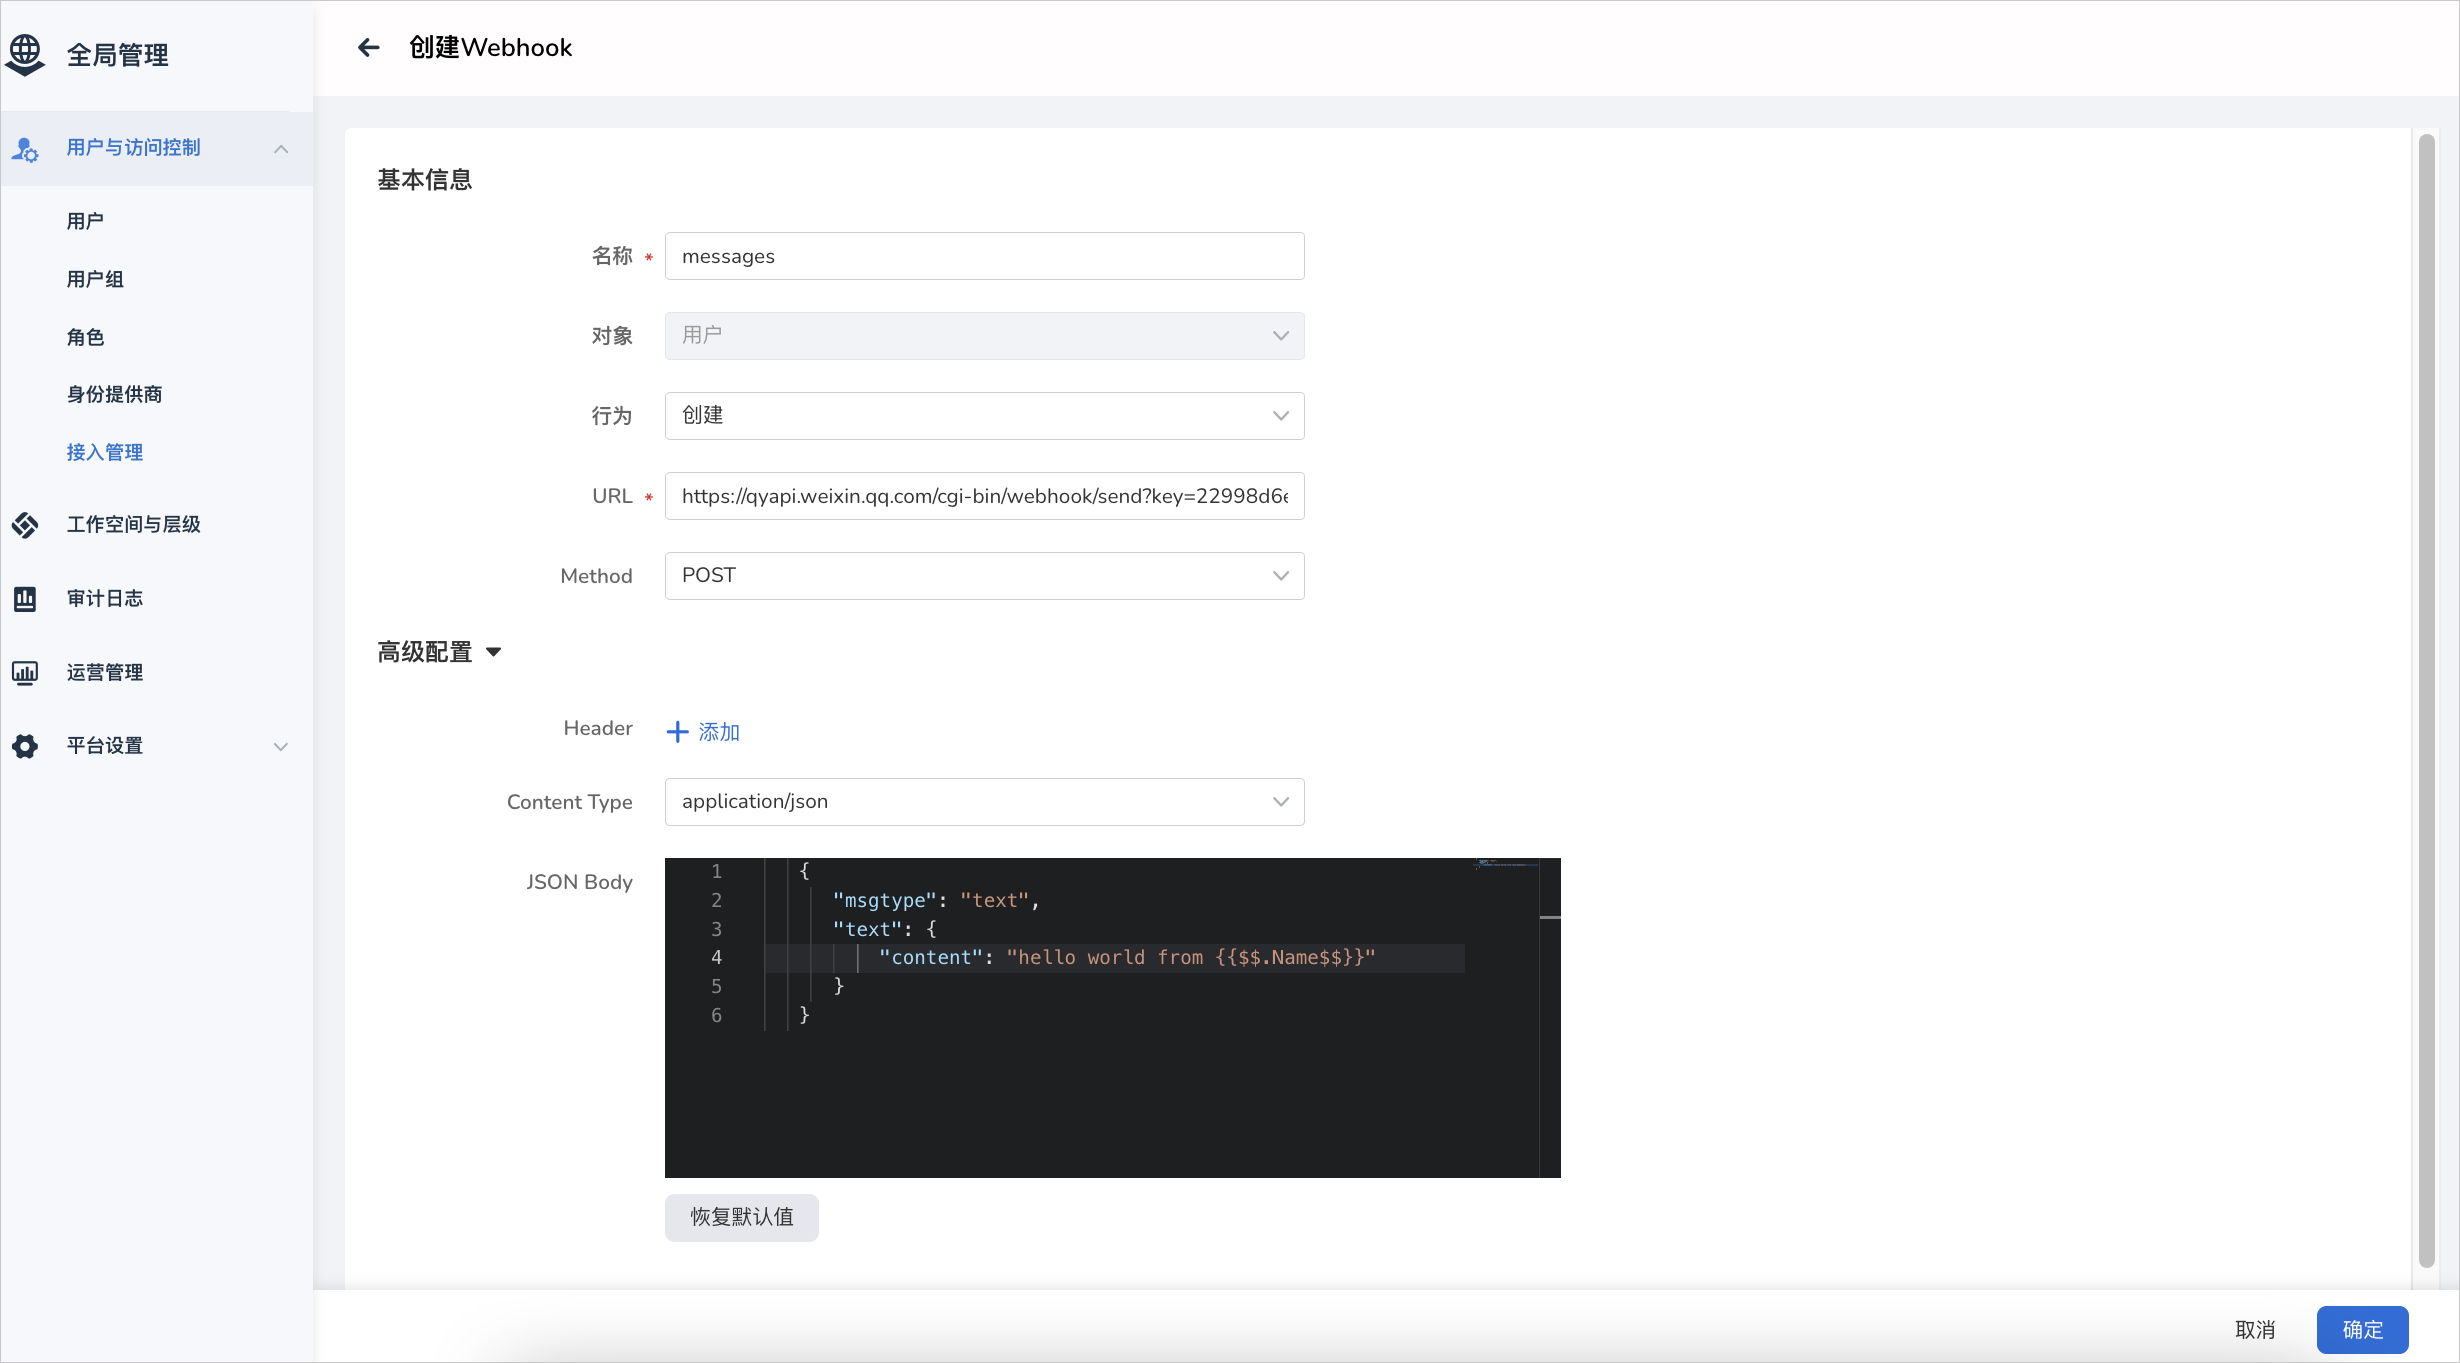 全局管理
用户与访问控制
用户
用户组
角色
身份提供商
接入管理
工作空间与层级
审计日志
运营管理
平台设置
创建Webhook
基本信息
名称 * messages
对象 用户
行为 创建
URL * https://qyapi.weixin.qq.com/cgi-bin/webhook/send?key=22998d6e
Method POST
高级配置
Header 添加
Content Type application/json
JSON Body
1 {
2 "msgtype": "text",
3 "text": {
4 "content": "hello world from {{$$.Name$$}}"
5 }
6 }
恢复默认值
取消 确定